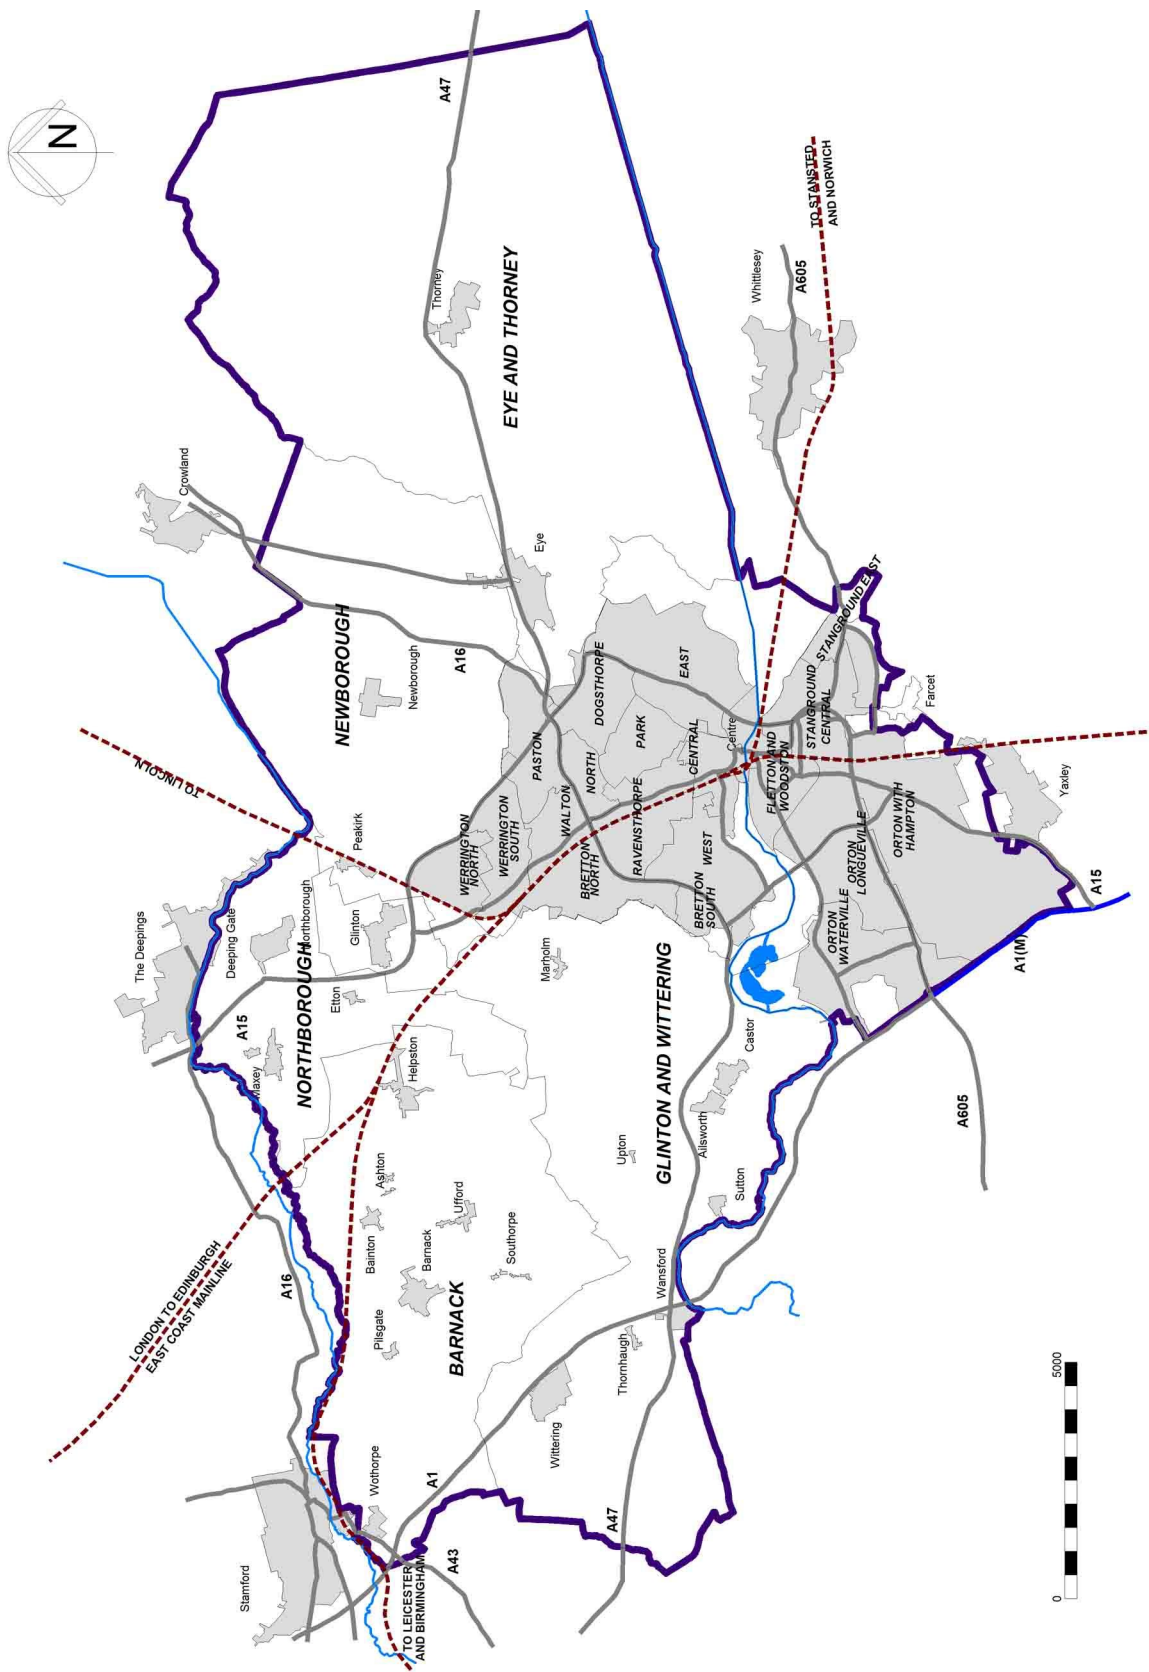 N
A47
TO STANSTED
AND NORWICH
Thorney
EYE AND THORNEY
Whittlesey
A605
Crowland
Eye
NEWBOROUGH
Newborough
A16
DOGSTHORPE
EAST
STANGROUND EAST
TO LINCOLN
PASTON
NORTH
PARK
CENTRAL
Centre
FLETTON AND
WOODSTON
STANGROUND
CENTRAL
Farcet
Peakirk
WERRINGTON
NORTH
WERRINGTON
SOUTH
WALTON
BRETTON
NORTH
RAVENSTHORPE
WEST
BRETTON
SOUTH
ORTON
LONGUEVILLE
ORTON WITH
HAMPTON
Yaxley
The Deepings
Deeping Gate
Northborough
Glinton
NORTHBOROUGH
Etton
Marholm
GLINTON AND WITTERING
ORTON
WATERVILLE
A1(M)
A15
A15
Maxey
Helpston
Castor
Ailsworth
A605
Ashton
Upton
Sutton
LONDON TO EDINBURGH
EAST COAST MAINLINE
A16
Bainton
Barnack
Ufford
Southorpe
Wansford
Pilsgate
BARNACK
Thornhaugh
Wittering
Wothorpe
A1
A47
Stamford
A43
TO LEICESTER
AND BIRMINGHAM
0
5000